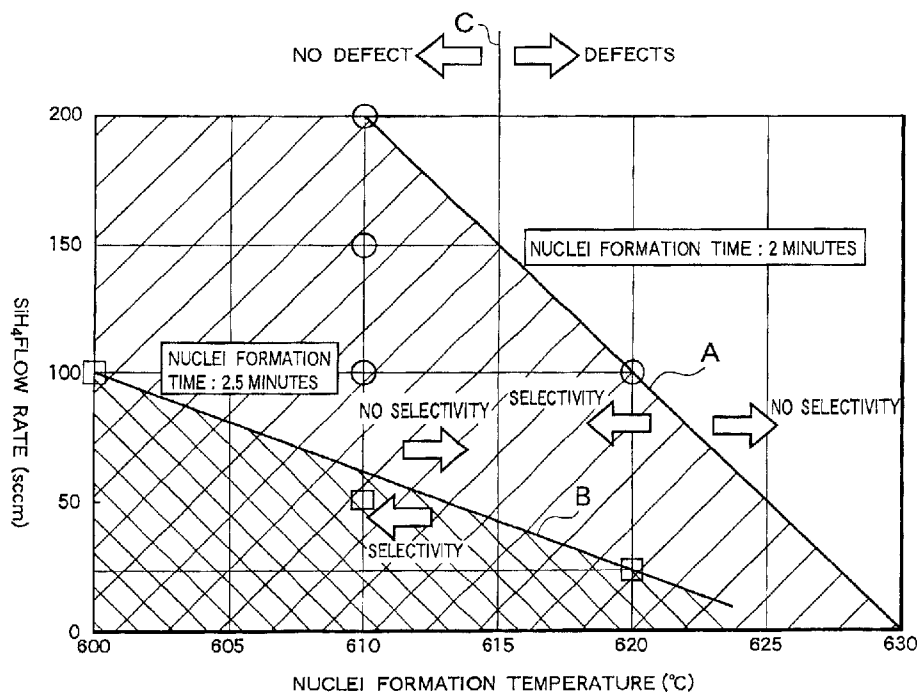 C
NO DEFECT
DEFECTS
200
150
100
50
0
SiH₄FLOW RATE (sccm)
NUCLEI FORMATION TIME : 2 MINUTES
NUCLEI FORMATION
TIME : 2.5 MINUTES
A
NO SELECTIVITY
SELECTIVITY
NO SELECTIVITY
B
SELECTIVITY
600
605
610
615
620
625
630
NUCLEI FORMATION TEMPERATURE (°C)